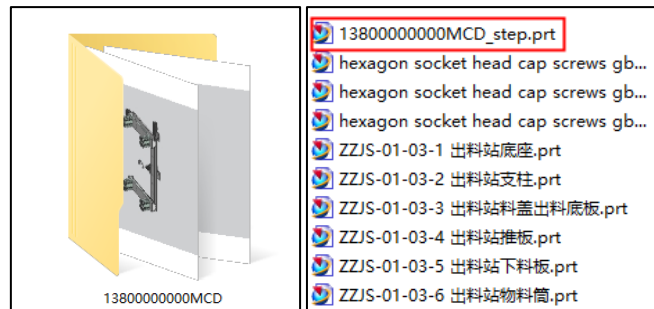 13800000000MCD
13800000000MCD_step.prt
hexagon socket head cap screws gb...
hexagon socket head cap screws gb...
hexagon socket head cap screws gb...
ZZJS-01-03-1 出料站底座.prt
ZZJS-01-03-2 出料站支柱.prt
ZZJS-01-03-3 出料站料盖出料底板.prt
ZZJS-01-03-4 出料站推板.prt
ZZJS-01-03-5 出料站下料板.prt
ZZJS-01-03-6 出料站物料筒.prt